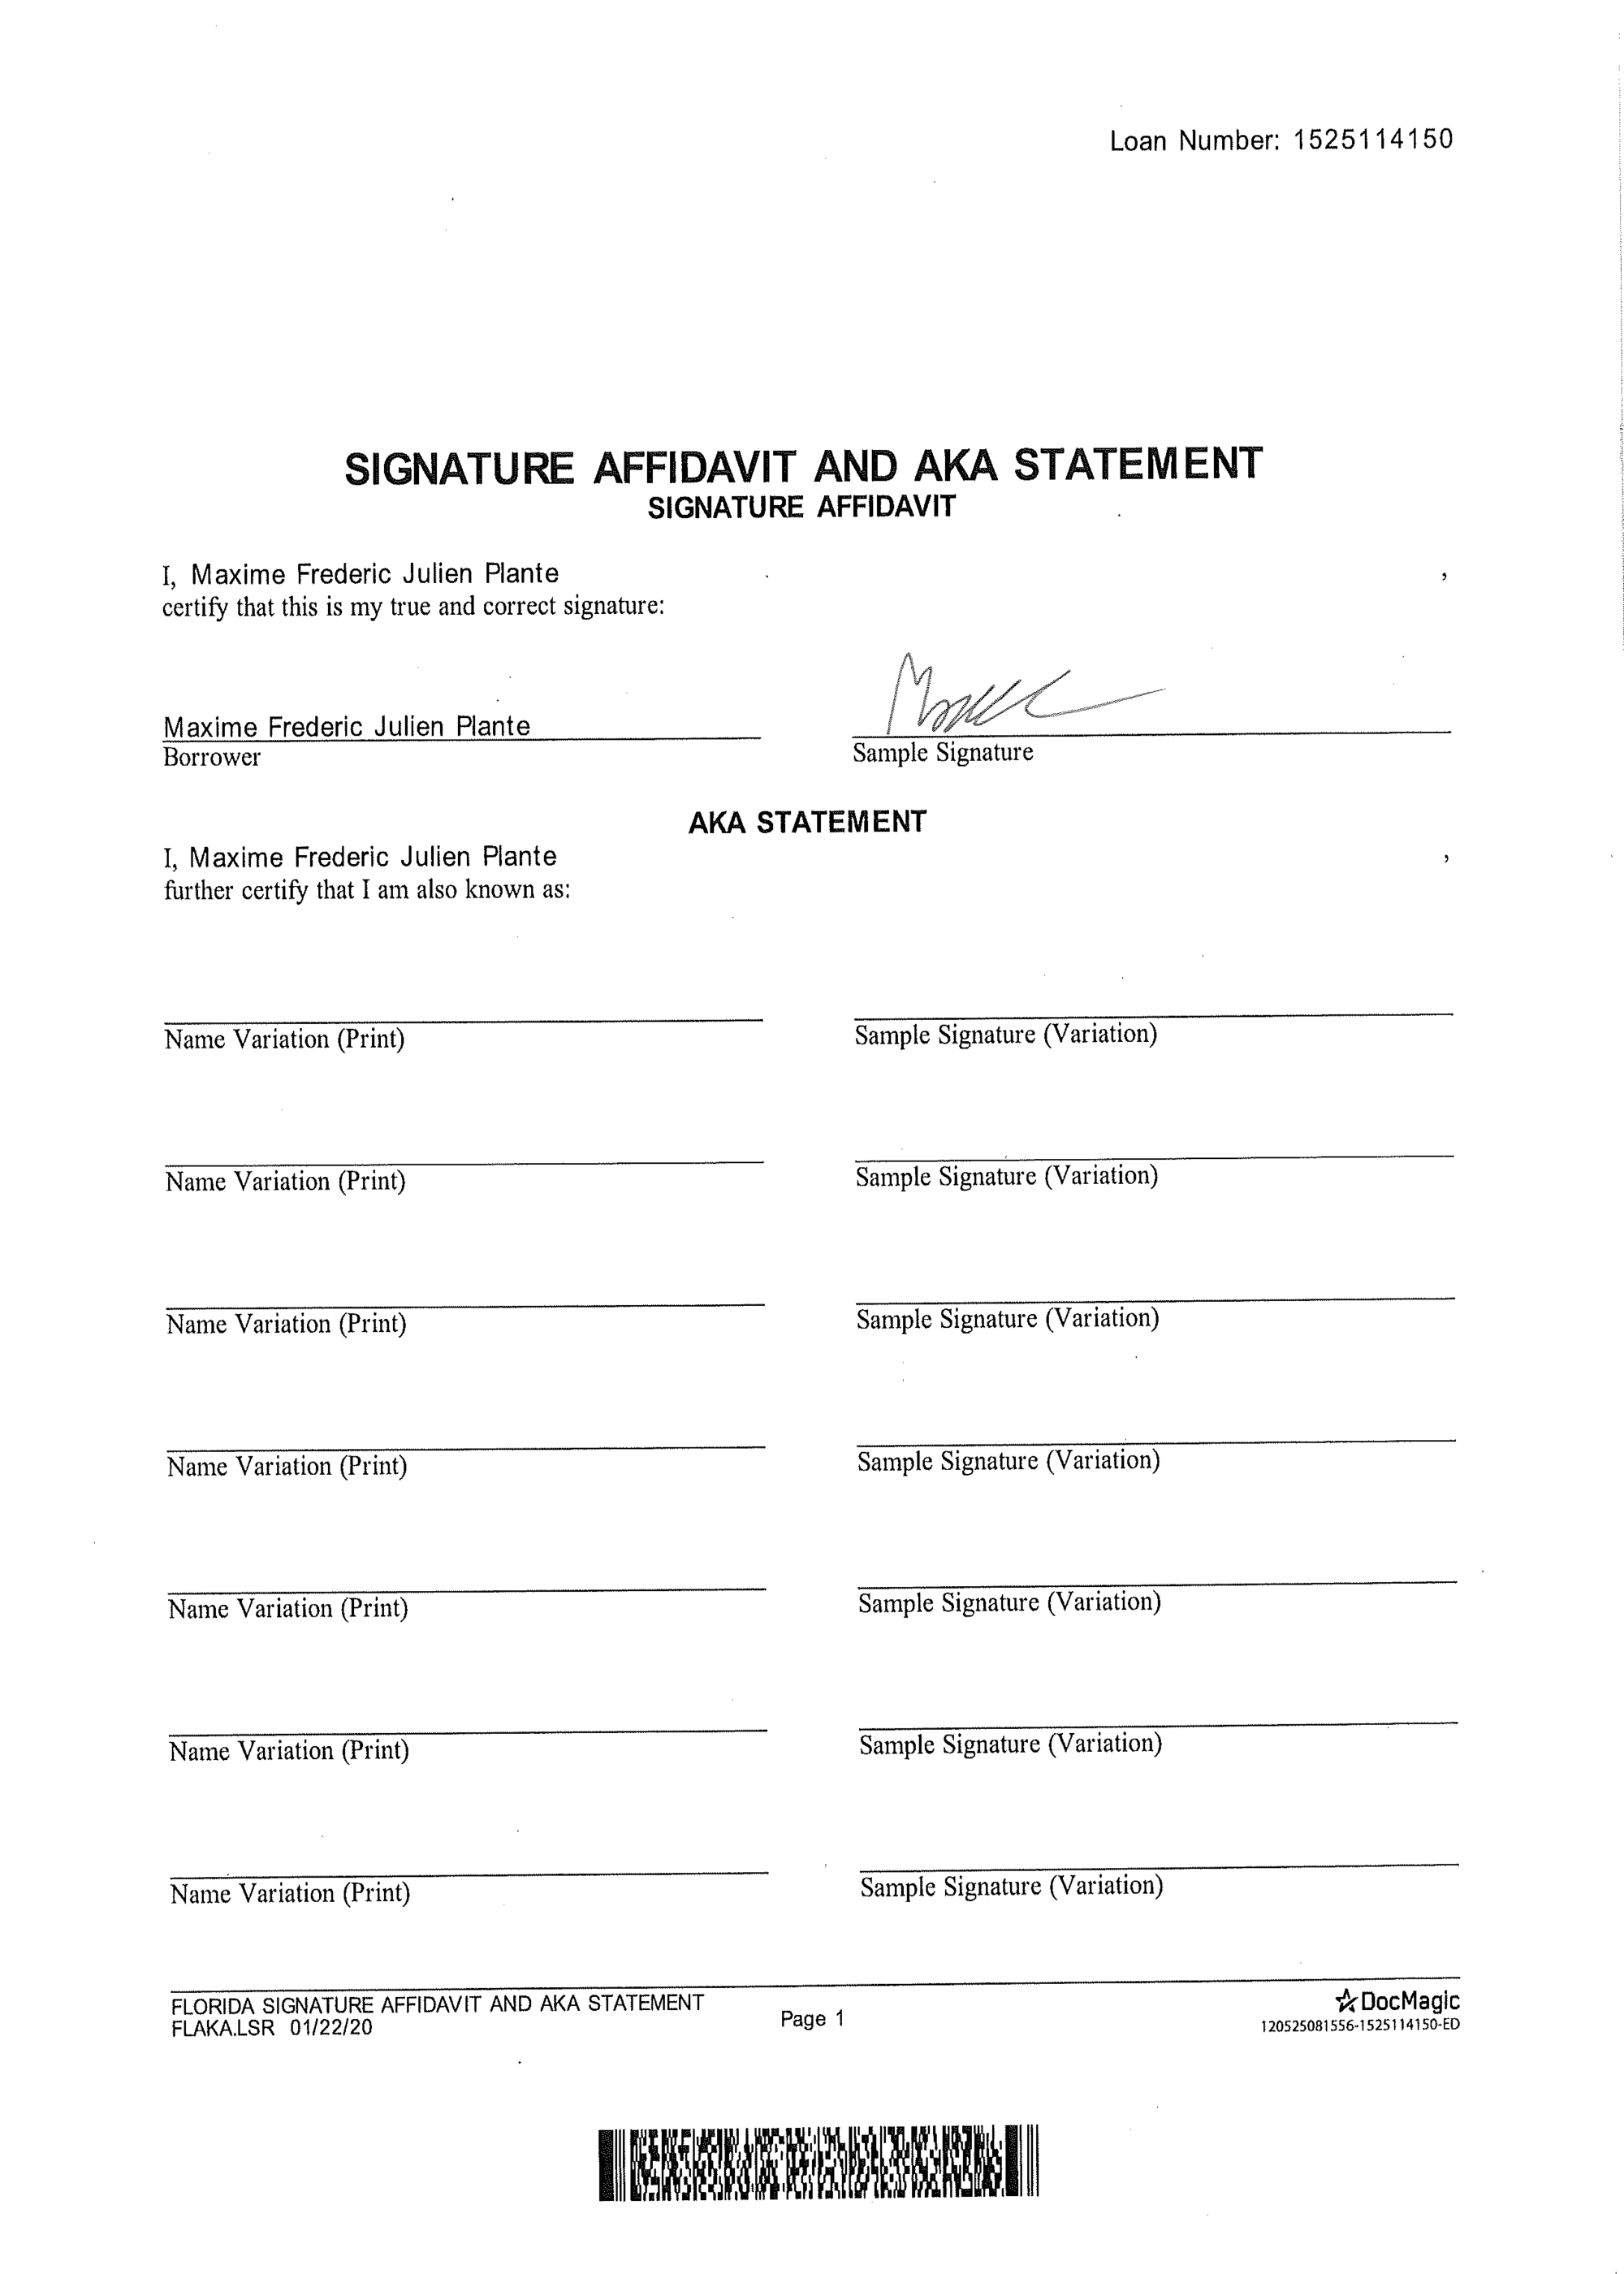 Loan Number: 1525114150
SIGNATURE AFFIDAVIT AND AKA STATEMENT
SIGNATURE AFFIDAVIT
I, Maxime Frederic Julien Plante ,
certify that this is my true and correct signature:
Maxime Frederic Julien Plante
Borrower
Sample Signature
AKA STATEMENT
I, Maxime Frederic Julien Plante ,
further certify that I am also known as:
Name Variation (Print) Sample Signature (Variation)
Name Variation (Print) Sample Signature (Variation)
Name Variation (Print) Sample Signature (Variation)
Name Variation (Print) Sample Signature (Variation)
Name Variation (Print) Sample Signature (Variation)
Name Variation (Print) Sample Signature (Variation)
Name Variation (Print) Sample Signature (Variation)
FLORIDA SIGNATURE AFFIDAVIT AND AKA STATEMENT
FLAKA.LSR 01/22/20
Page 1
DocMagic
120525081556-1525114150-ED